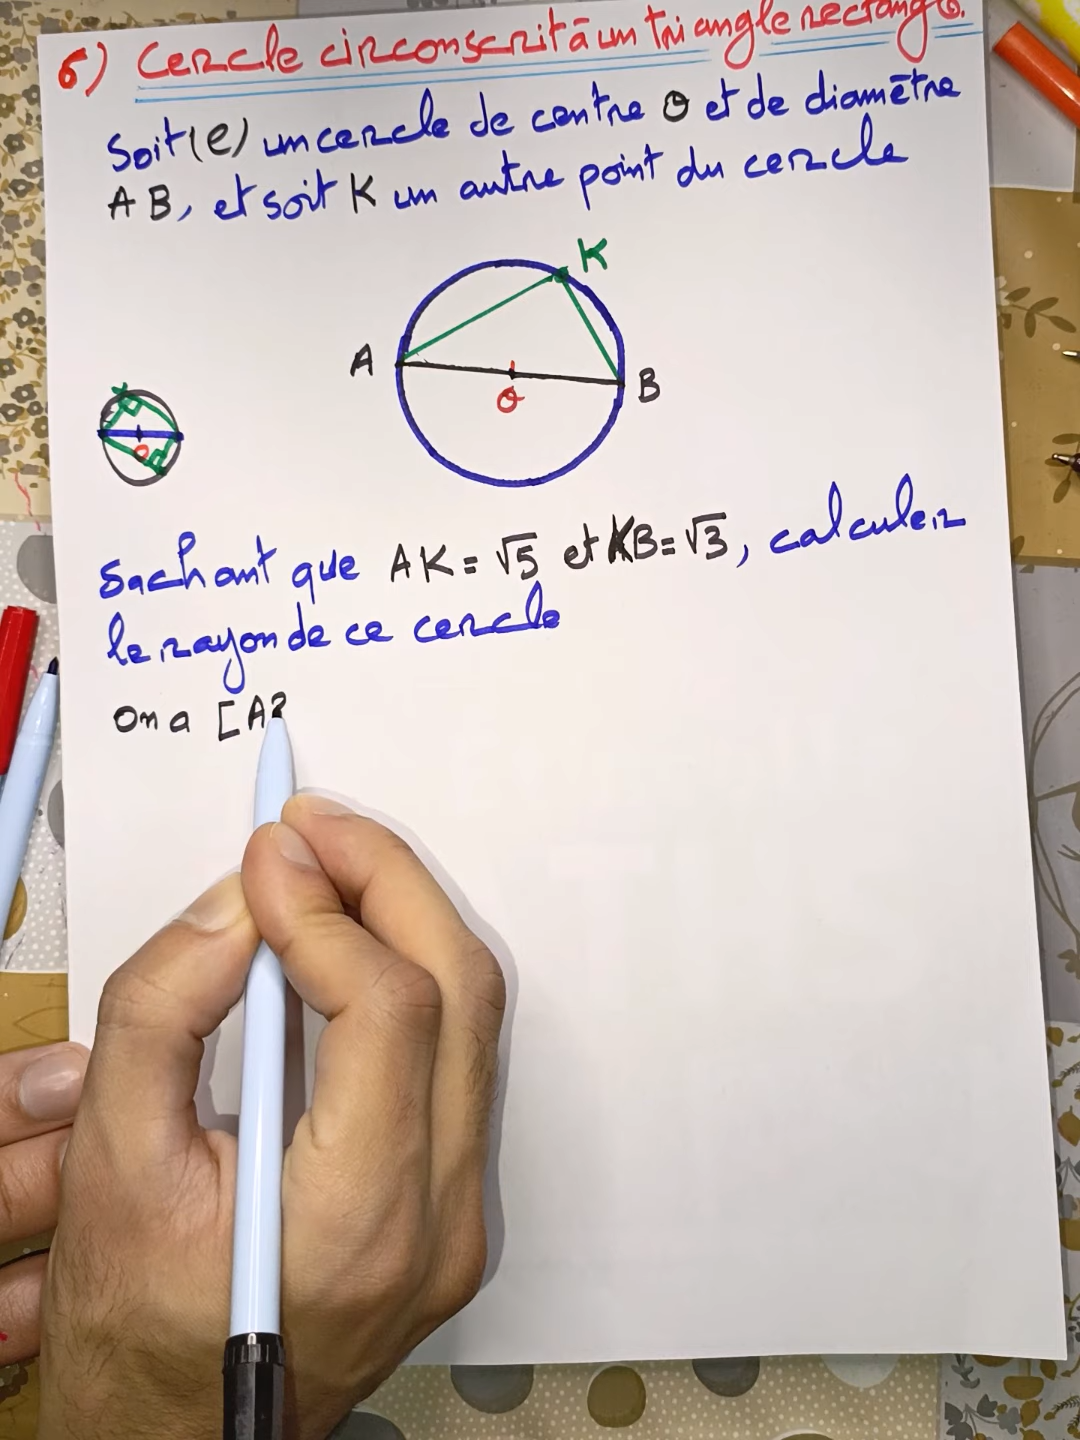 6) Cercle circonscrit à un triangle rectangle.
Soit (C) un cercle de centre O et de diamètre
AB, et soit K un autre point du cercle
K
A
B
O
O
Sachant que AK = √5 et KB = √3, calculer
le rayon de ce cercle
On a [AB